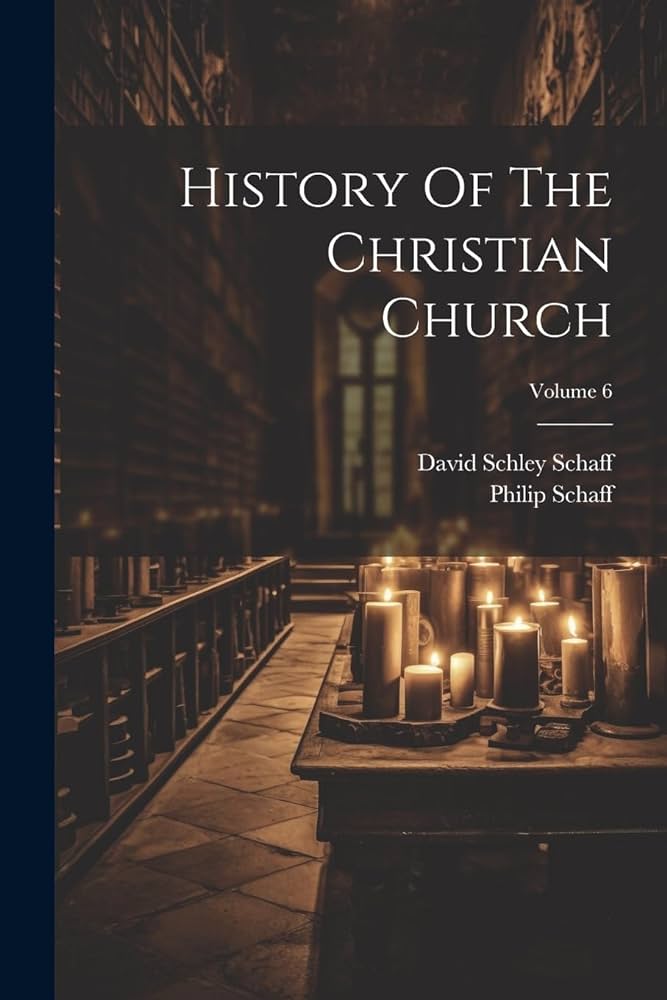 History Of The
Christian
Church
Volume 6
David Schley Schaff
Philip Schaff